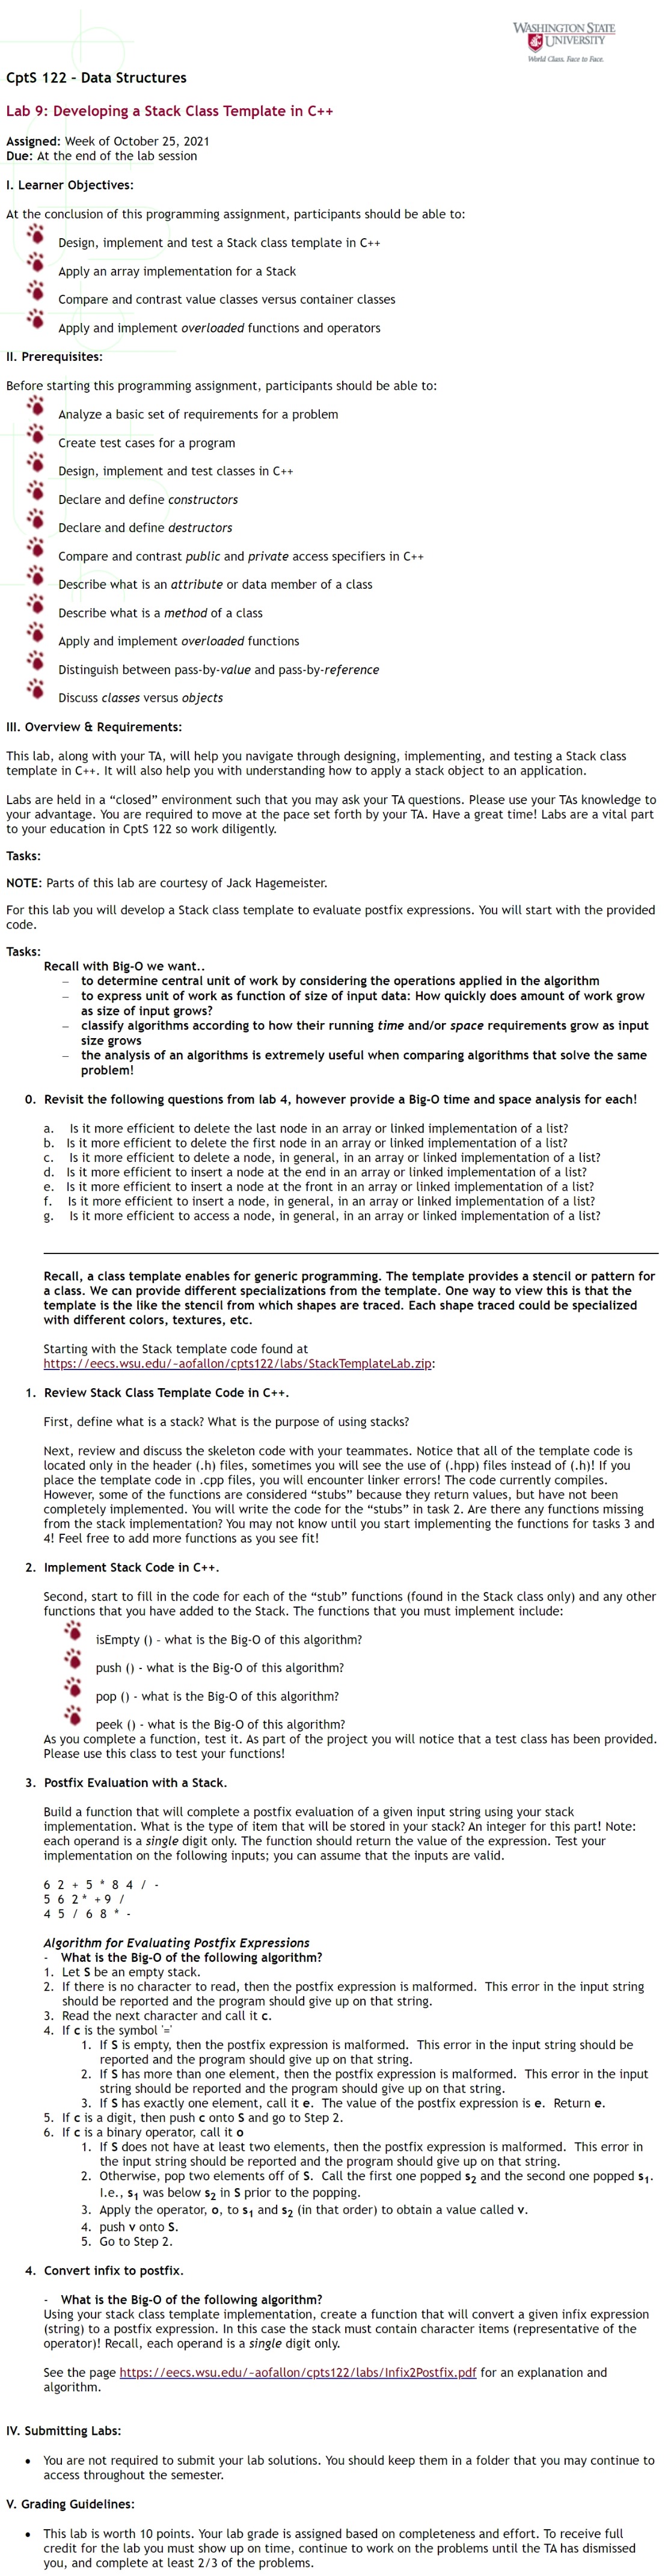 WASHINGTON STATE
UNIVERSITY
World Class. Face to Face.
CptS 122 - Data Structures
Lab 9: Developing a Stack Class Template in C++
Assigned: Week of October 25, 2021
Due: At the end of the lab session
I. Learner Objectives:
At the conclusion of this programming assignment, participants should be able to:
Design, implement and test a Stack class template in C++
Apply an array implementation for a Stack
Compare and contrast value classes versus container classes
Apply and implement overloaded functions and operators
II. Prerequisites:
Before starting this programming assignment, participants should be able to:
Analyze a basic set of requirements for a problem
Create test cases for a program
Design, implement and test classes in C++
Declare and define constructors
Declare and define destructors
Compare and contrast public and private access specifiers in C++
Describe what is an attribute or data member of a class
Describe what is a method of a class
Apply and implement overloaded functions
Distinguish between pass-by-value and pass-by-reference
Discuss classes versus objects
III. Overview & Requirements:
This lab, along with your TA, will help you navigate through designing, implementing, and testing a Stack class
template in C++. It will also help you with understanding how to apply a stack object to an application.
Labs are held in a “closed” environment such that you may ask your TA questions. Please use your TAs knowledge to
your advantage. You are required to move at the pace set forth by your TA. Have a great time! Labs are a vital part
to your education in CptS 122 so work diligently.
Tasks:
NOTE: Parts of this lab are courtesy of Jack Hagemeister.
For this lab you will develop a Stack class template to evaluate postfix expressions. You will start with the provided
code.
Tasks:
Recall with Big-O we want..
– to determine central unit of work by considering the operations applied in the algorithm
– to express unit of work as function of size of input data: How quickly does amount of work grow
as size of input grows?
– classify algorithms according to how their running time and/or space requirements grow as input
size grows
– the analysis of an algorithms is extremely useful when comparing algorithms that solve the same
problem!
0. Revisit the following questions from lab 4, however provide a Big-O time and space analysis for each!
a. Is it more efficient to delete the last node in an array or linked implementation of a list?
b. Is it more efficient to delete the first node in an array or linked implementation of a list?
c. Is it more efficient to delete a node, in general, in an array or linked implementation of a list?
d. Is it more efficient to insert a node at the end in an array or linked implementation of a list?
e. Is it more efficient to insert a node at the front in an array or linked implementation of a list?
f. Is it more efficient to insert a node, in general, in an array or linked implementation of a list?
g. Is it more efficient to access a node, in general, in an array or linked implementation of a list?
Recall, a class template enables for generic programming. The template provides a stencil or pattern for
a class. We can provide different specializations from the template. One way to view this is that the
template is the like the stencil from which shapes are traced. Each shape traced could be specialized
with different colors, textures, etc.
Starting with the Stack template code found at
https://eecs.wsu.edu/~aofallon/cpts122/labs/StackTemplateLab.zip:
1. Review Stack Class Template Code in C++.
First, define what is a stack? What is the purpose of using stacks?
Next, review and discuss the skeleton code with your teammates. Notice that all of the template code is
located only in the header (.h) files, sometimes you will see the use of (.hpp) files instead of (.h)! If you
place the template code in .cpp files, you will encounter linker errors! The code currently compiles.
However, some of the functions are considered “stubs” because they return values, but have not been
completely implemented. You will write the code for the “stubs” in task 2. Are there any functions missing
from the stack implementation? You may not know until you start implementing the functions for tasks 3 and
4! Feel free to add more functions as you see fit!
2. Implement Stack Code in C++.
Second, start to fill in the code for each of the “stub” functions (found in the Stack class only) and any other
functions that you have added to the Stack. The functions that you must implement include:
isEmpty () - what is the Big-O of this algorithm?
push () - what is the Big-O of this algorithm?
pop () - what is the Big-O of this algorithm?
peek () - what is the Big-O of this algorithm?
As you complete a function, test it. As part of the project you will notice that a test class has been provided.
Please use this class to test your functions!
3. Postfix Evaluation with a Stack.
Build a function that will complete a postfix evaluation of a given input string using your stack
implementation. What is the type of item that will be stored in your stack? An integer for this part! Note:
each operand is a single digit only. The function should return the value of the expression. Test your
implementation on the following inputs; you can assume that the inputs are valid.
6 2 + 5 * 8 4 / -
5 6 2* +9 /
4 5 / 6 8 * -
Algorithm for Evaluating Postfix Expressions
- What is the Big-O of the following algorithm?
1. Let S be an empty stack.
2. If there is no character to read, then the postfix expression is malformed. This error in the input string
should be reported and the program should give up on that string.
3. Read the next character and call it c.
4. If c is the symbol '='
1. If S is empty, then the postfix expression is malformed. This error in the input string should be
reported and the program should give up on that string.
2. If S has more than one element, then the postfix expression is malformed. This error in the input
string should be reported and the program should give up on that string.
3. If S has exactly one element, call it e. The value of the postfix expression is e. Return e.
5. If c is a digit, then push c onto S and go to Step 2.
6. If c is a binary operator, call it o
1. If S does not have at least two elements, then the postfix expression is malformed. This error in
the input string should be reported and the program should give up on that string.
2. Otherwise, pop two elements off of S. Call the first one popped s2 and the second one popped s1.
I.e., s1 was below s2 in S prior to the popping.
3. Apply the operator, o, to s1 and s2 (in that order) to obtain a value called v.
4. push v onto S.
5. Go to Step 2.
4. Convert infix to postfix.
- What is the Big-O of the following algorithm?
Using your stack class template implementation, create a function that will convert a given infix expression
(string) to a postfix expression. In this case the stack must contain character items (representative of the
operator)! Recall, each operand is a single digit only.
See the page https://eecs.wsu.edu/~aofallon/cpts122/labs/Infix2Postfix.pdf for an explanation and
algorithm.
IV. Submitting Labs:
• You are not required to submit your lab solutions. You should keep them in a folder that you may continue to
access throughout the semester.
V. Grading Guidelines:
• This lab is worth 10 points. Your lab grade is assigned based on completeness and effort. To receive full
credit for the lab you must show up on time, continue to work on the problems until the TA has dismissed
you, and complete at least 2/3 of the problems.